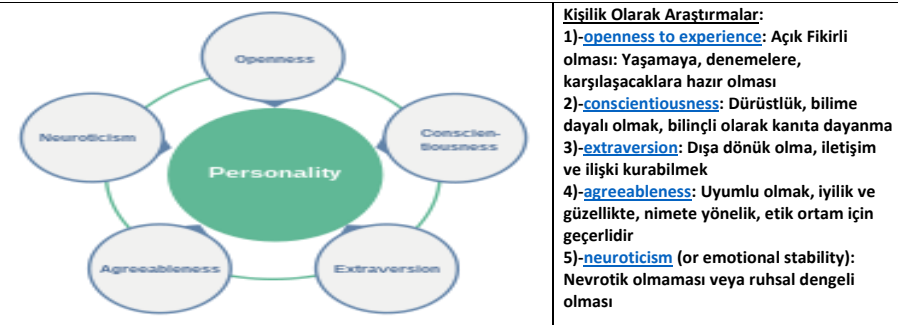 Openness
Neuroticism
Conscien-
tiousness
Personality
Agreeableness
Extraversion
Kişilik Olarak Araştırmalar:
1)-openness to experience: Açık Fikirli
olması: Yaşamaya, denemelere,
karşılaşacaklara hazır olması
2)-conscientiousness: Dürüstlük, bilime
dayalı olmak, bilinçli olarak kanıta dayanma
3)-extraversion: Dışa dönük olma, iletişim
ve ilişki kurabilmek
4)-agreeableness: Uyumlu olmak, iyilik ve
güzellikte, nimete yönelik, etik ortam için
geçerlidir
5)-neuroticism (or emotional stability):
Nevrotik olmaması veya ruhsal dengeli
olması